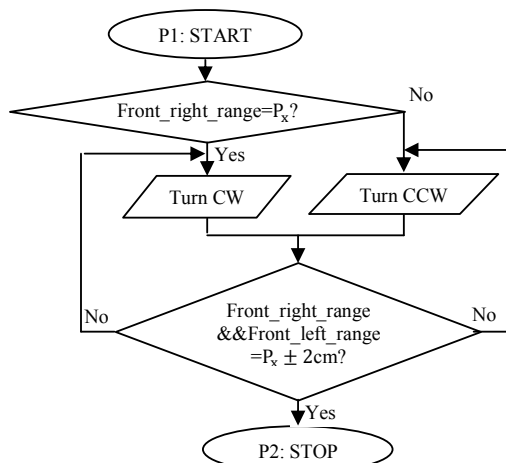 P1: START
Front_right_range=Pₓ?
No
Yes
Turn CW
Turn CCW
Front_right_range
&&Front_left_range
=Pₓ ± 2cm?
No
No
Yes
P2: STOP